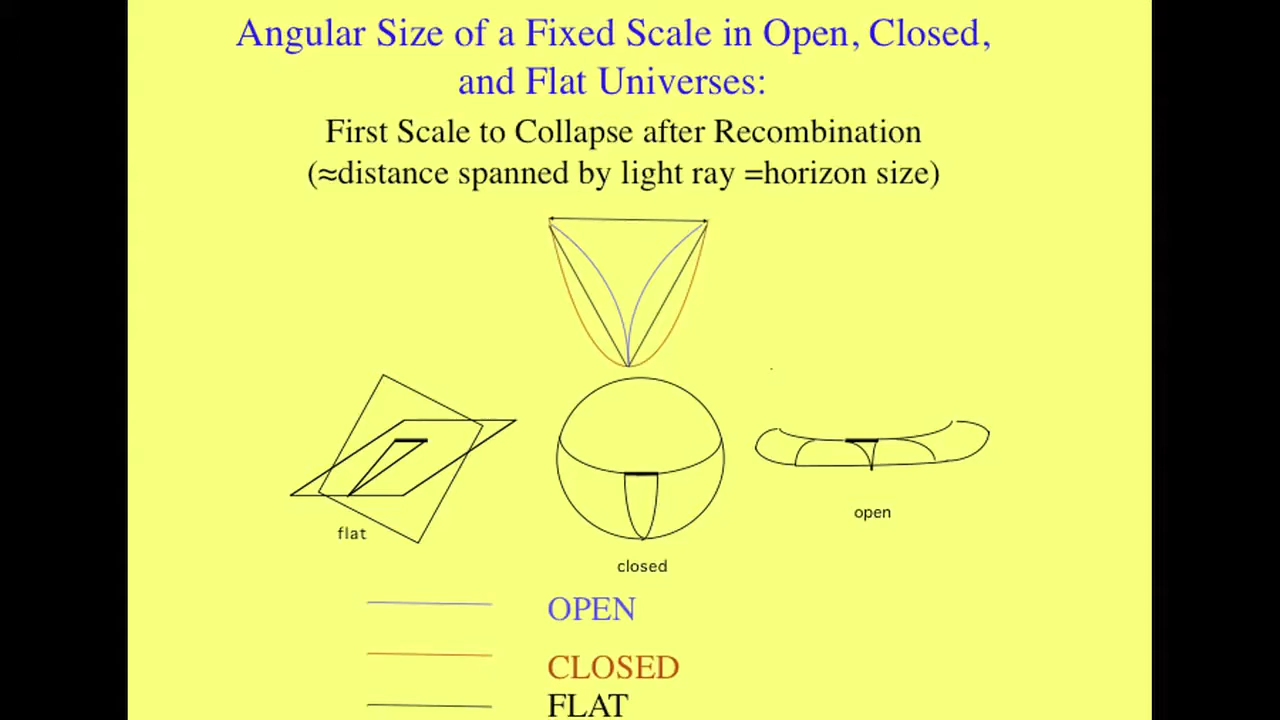 Angular Size of a Fixed Scale in Open, Closed,
and Flat Universes:
First Scale to Collapse after Recombination
(≈distance spanned by light ray =horizon size)
flat
closed
open
OPEN
CLOSED
FLAT